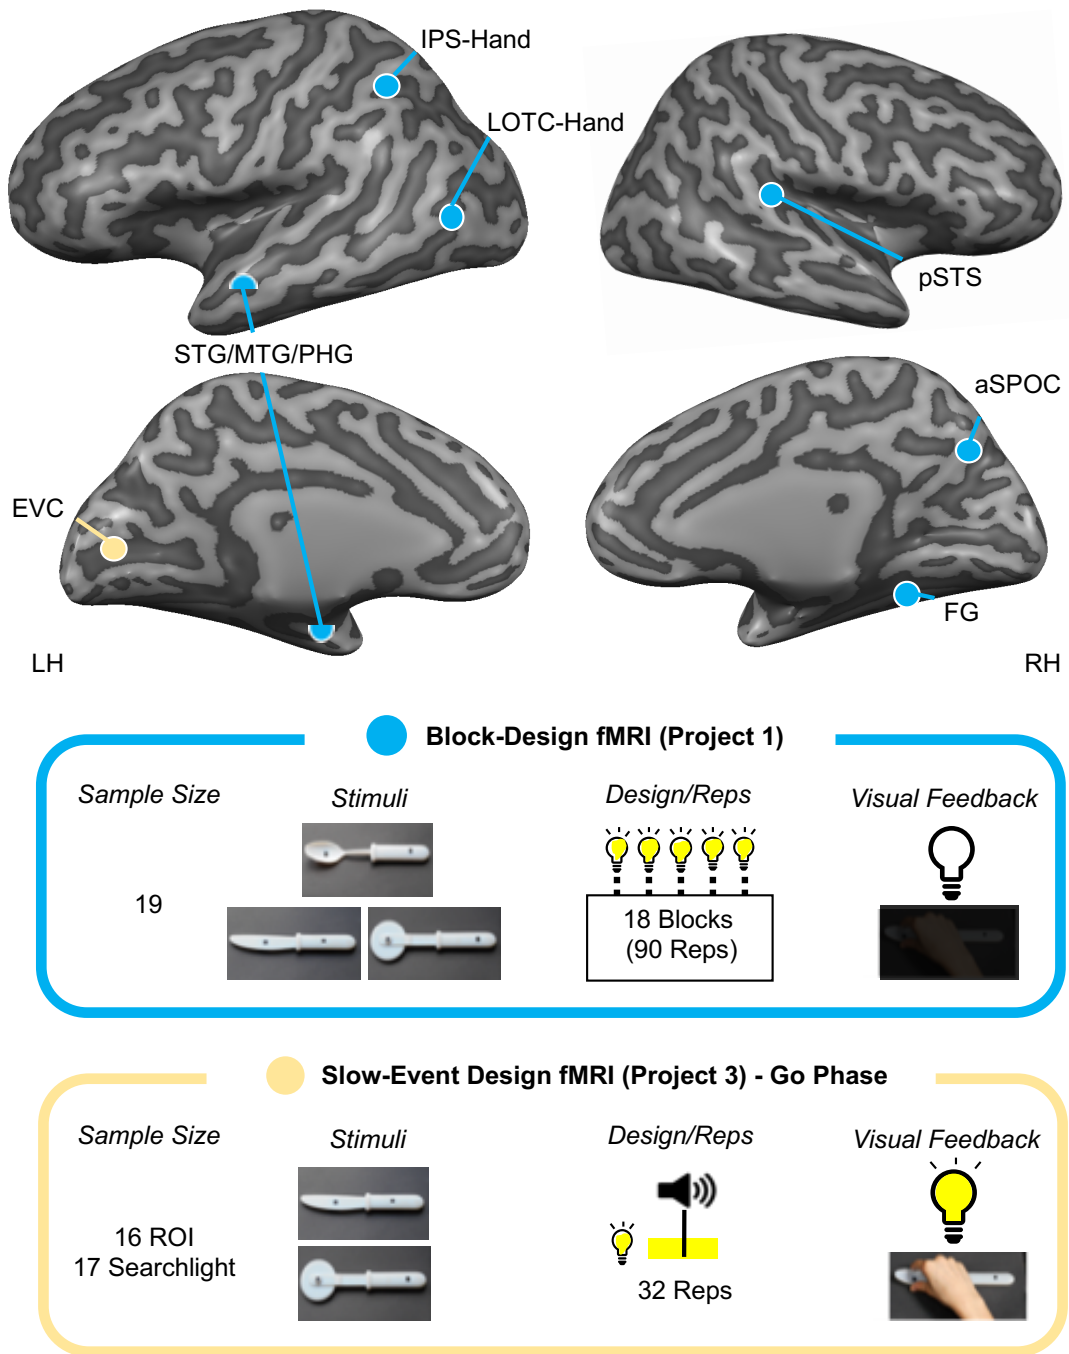 IPS-Hand
LOTC-Hand
pSTS
STG/MTG/PHG
aSPOC
EVC
FG
LH
RH
Block-Design fMRI (Project 1)
Sample Size
Stimuli
Design/Reps
Visual Feedback
19
18 Blocks
(90 Reps)
Slow-Event Design fMRI (Project 3) - Go Phase
Sample Size
Stimuli
Design/Reps
Visual Feedback
16 ROI
17 Searchlight
32 Reps